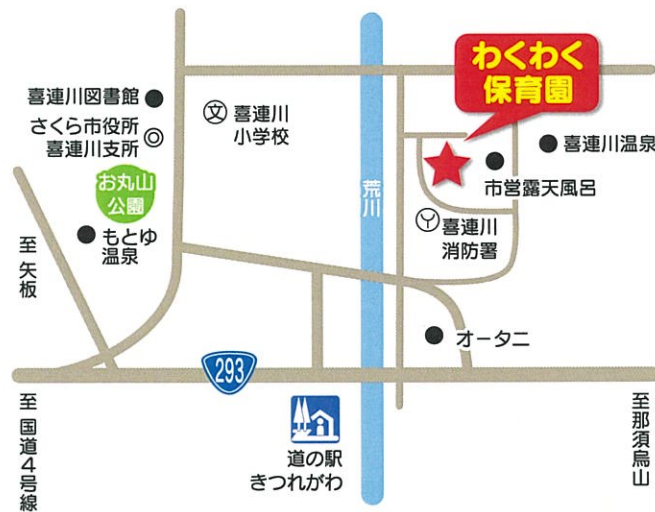 わくわく
保育園
喜連川図書館
さくら市役所
喜連川支所
喜連川
小学校
喜連川温泉
市営露天風呂
お丸山
公園
荒川
喜連川
消防署
もとゆ
温泉
至 矢板
オータニ
293
道の駅
きつれがわ
至 国道4号線
至那須烏山